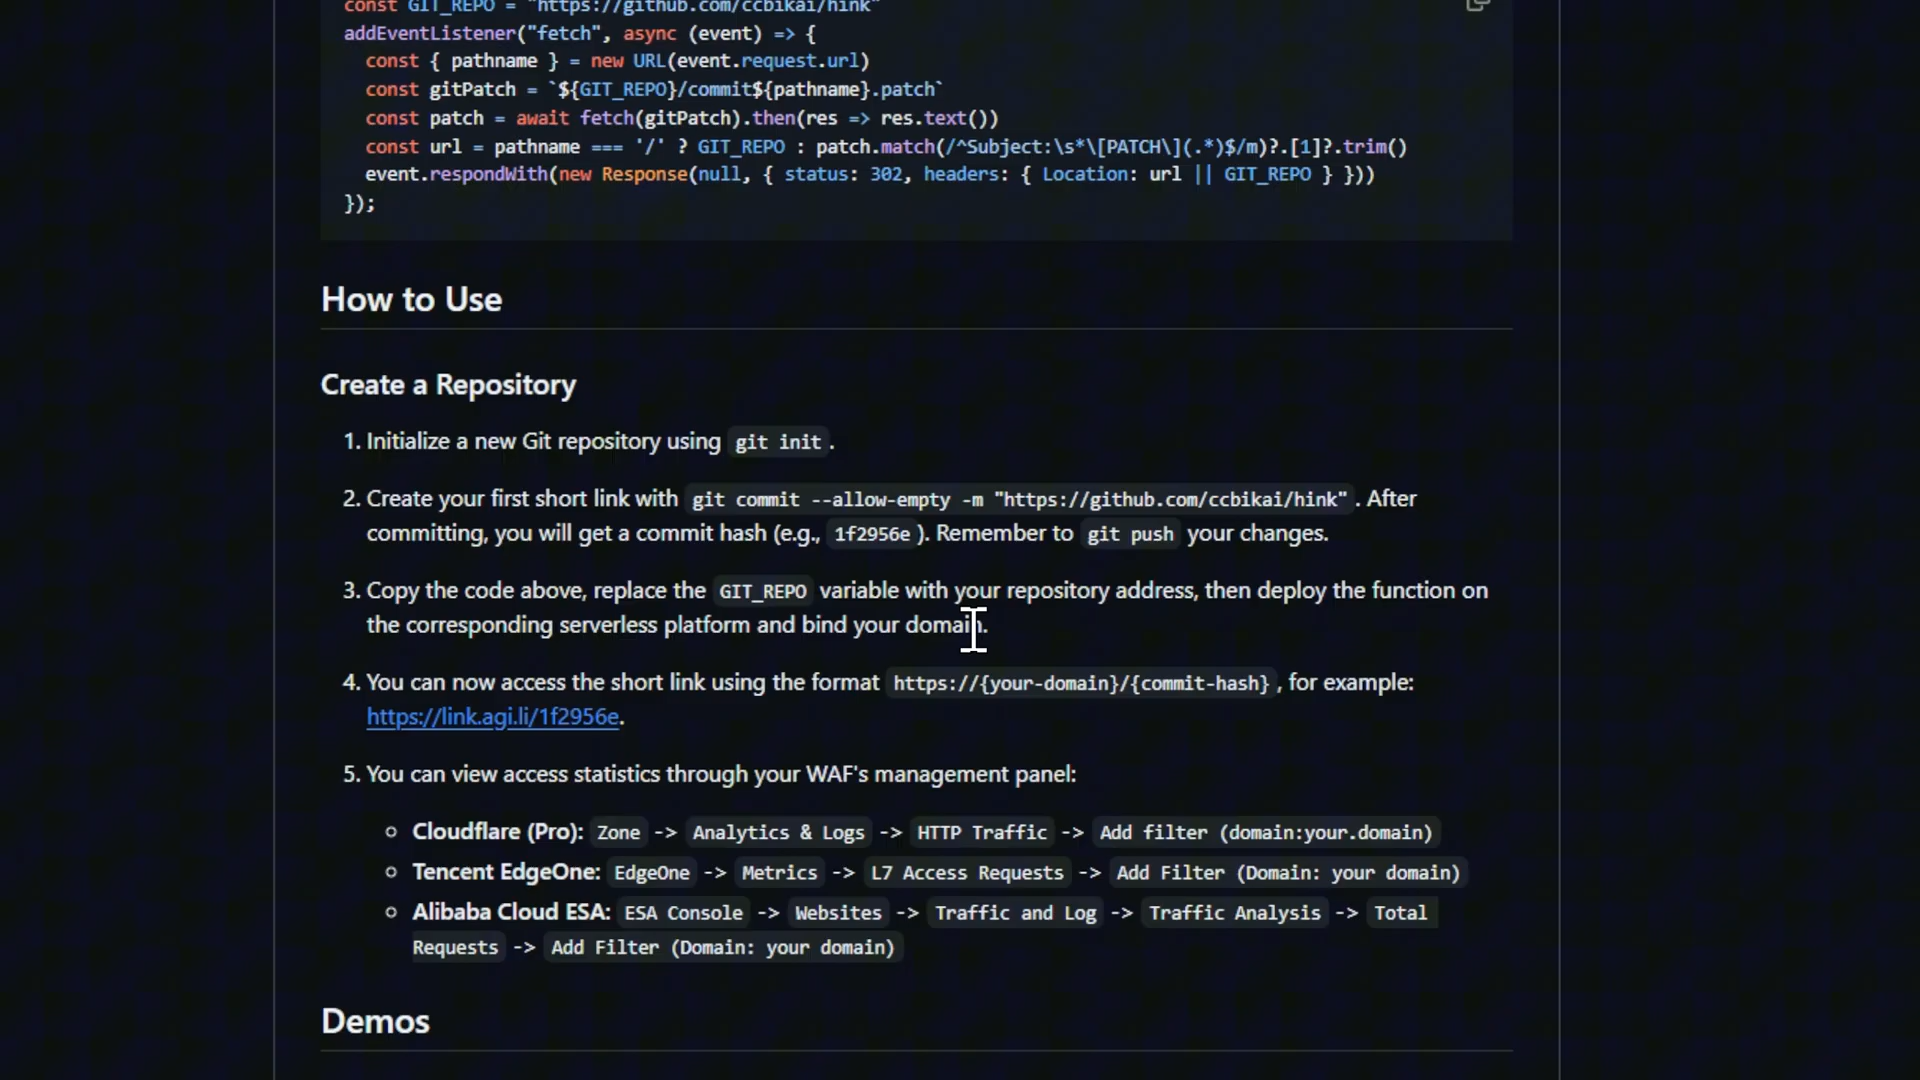 const GIT_REPO = "https://github.com/ccbikai/hink"
addEventListener("fetch", async (event) => {
  const { pathname } = new URL(event.request.url)
  const gitPatch = `${GIT_REPO}/commit${pathname}.patch`
  const patch = await fetch(gitPatch).then(res => res.text())
  const url = pathname === '/' ? GIT_REPO : patch.match(/^Subject:\s*\[PATCH\](.*)$/m)?.[1]?.trim()
  event.respondWith(new Response(null, { status: 302, headers: { Location: url || GIT_REPO } }))
});
How to Use
Create a Repository
1. Initialize a new Git repository using git init.
2. Create your first short link with git commit --allow-empty -m "https://github.com/ccbikai/hink". After
committing, you will get a commit hash (e.g., 1f2956e). Remember to git push your changes.
3. Copy the code above, replace the GIT_REPO variable with your repository address, then deploy the function on
the corresponding serverless platform and bind your domain.
4. You can now access the short link using the format https://{your-domain}/{commit-hash}, for example:
https://link.agi.li/1f2956e.
5. You can view access statistics through your WAF's management panel:
Cloudflare (Pro): Zone -> Analytics & Logs -> HTTP Traffic -> Add filter (domain:your.domain)
Tencent EdgeOne: EdgeOne -> Metrics -> L7 Access Requests -> Add Filter (Domain: your domain)
Alibaba Cloud ESA: ESA Console -> Websites -> Traffic and Log -> Traffic Analysis -> Total
Requests -> Add Filter (Domain: your domain)
Demos